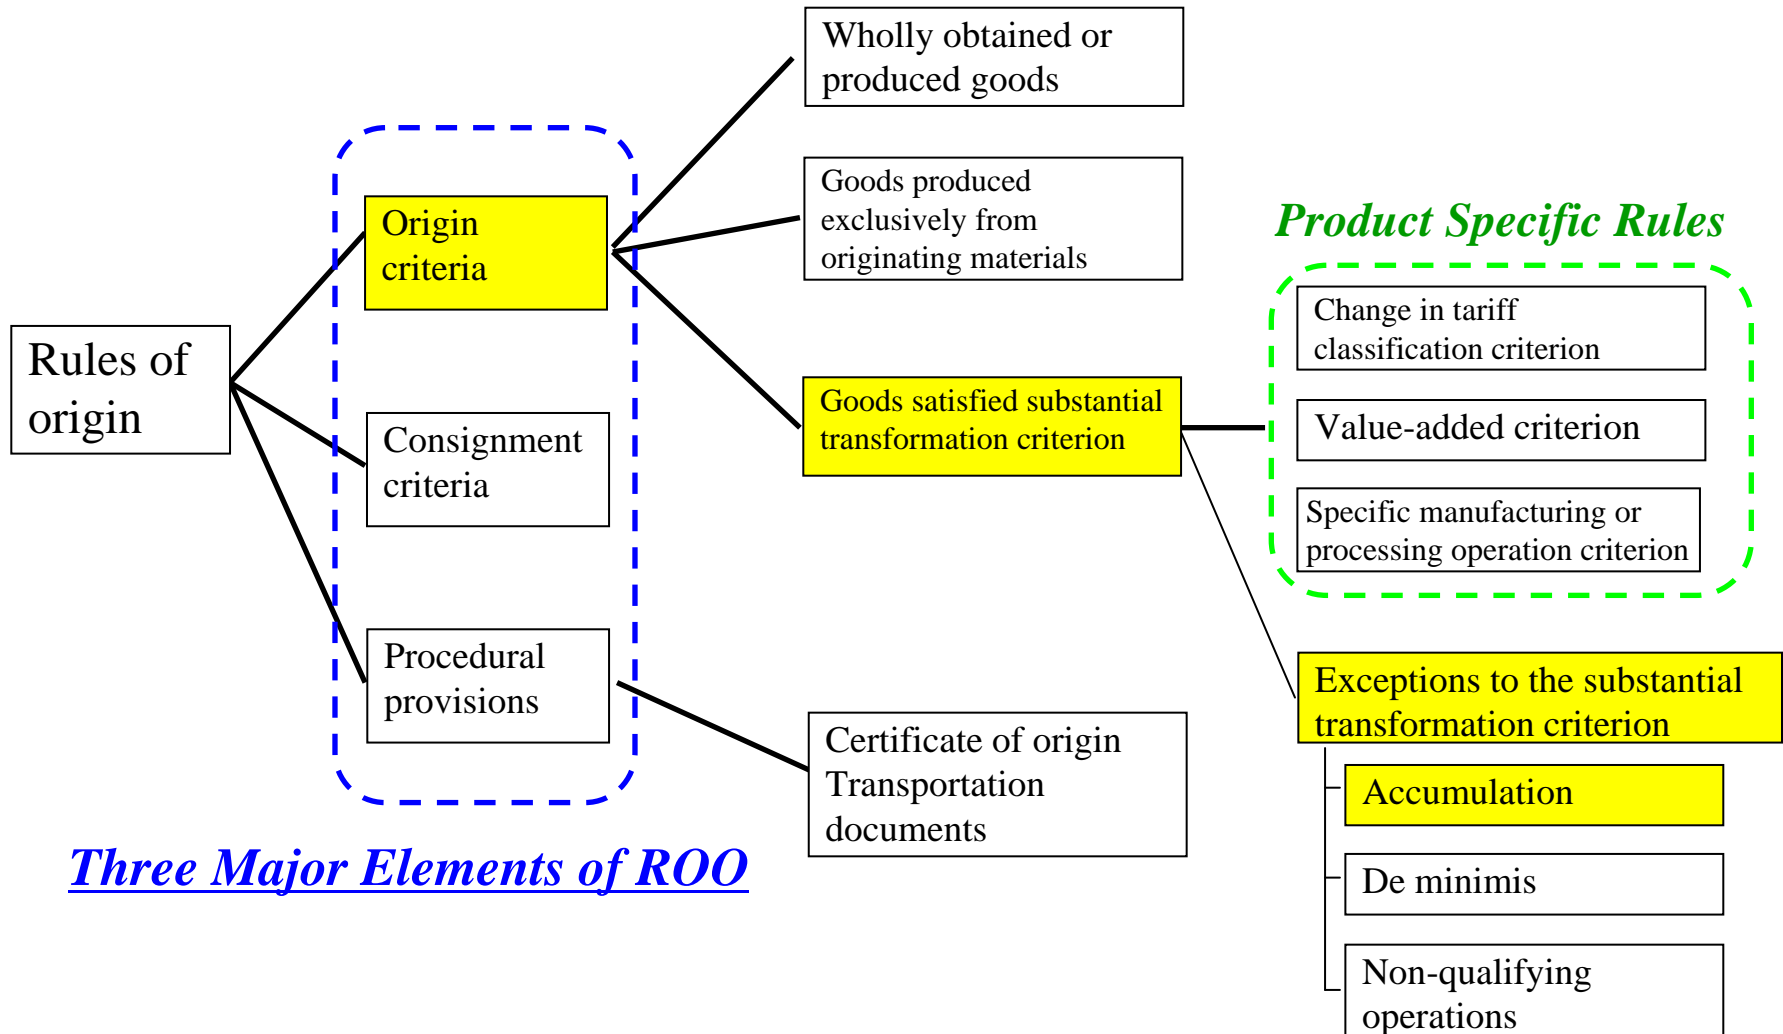 Rules of
origin
Origin
criteria
Consignment
criteria
Procedural
provisions
Three Major Elements of ROO
Wholly obtained or
produced goods
Goods produced
exclusively from
originating materials
Goods satisfied substantial
transformation criterion
Certificate of origin
Transportation
documents
Product Specific Rules
Change in tariff
classification criterion
Value-added criterion
Specific manufacturing or
processing operation criterion
Exceptions to the substantial
transformation criterion
Accumulation
De minimis
Non-qualifying
operations